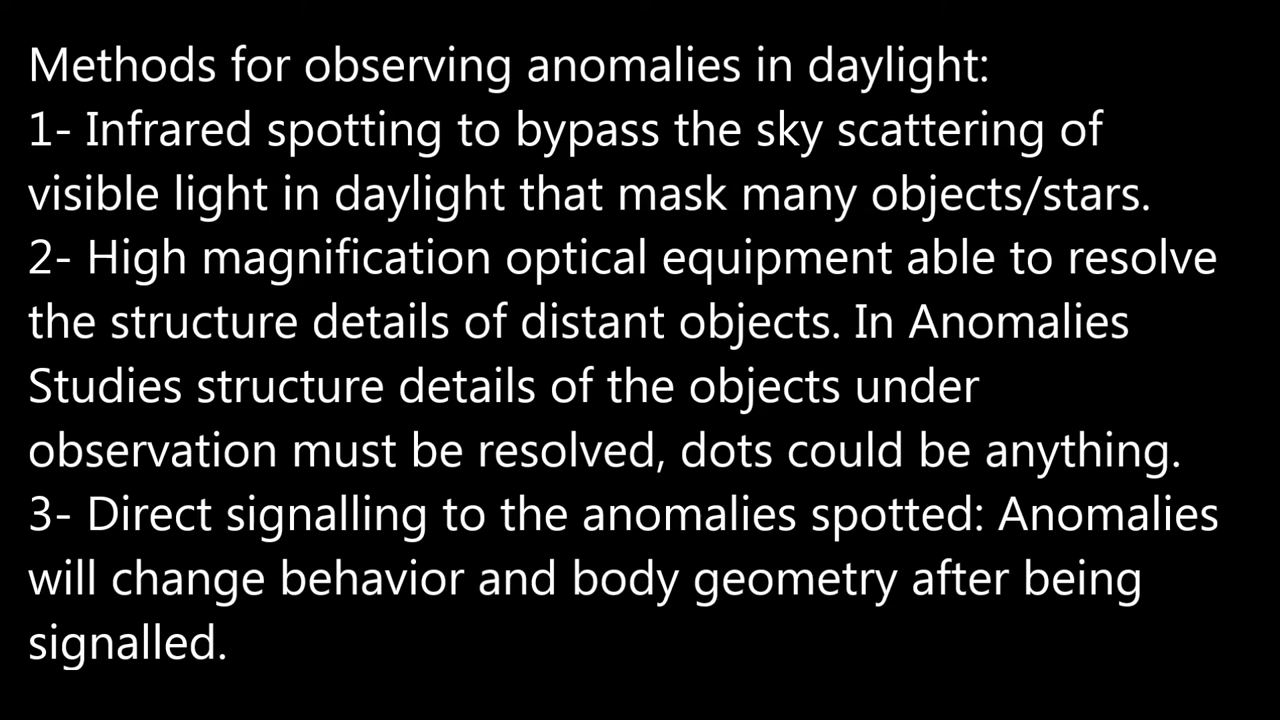 Methods for observing anomalies in daylight:
1- Infrared spotting to bypass the sky scattering of
visible light in daylight that mask many objects/stars.
2- High magnification optical equipment able to resolve
the structure details of distant objects. In Anomalies
Studies structure details of the objects under
observation must be resolved, dots could be anything.
3- Direct signalling to the anomalies spotted: Anomalies
will change behavior and body geometry after being
signalled.